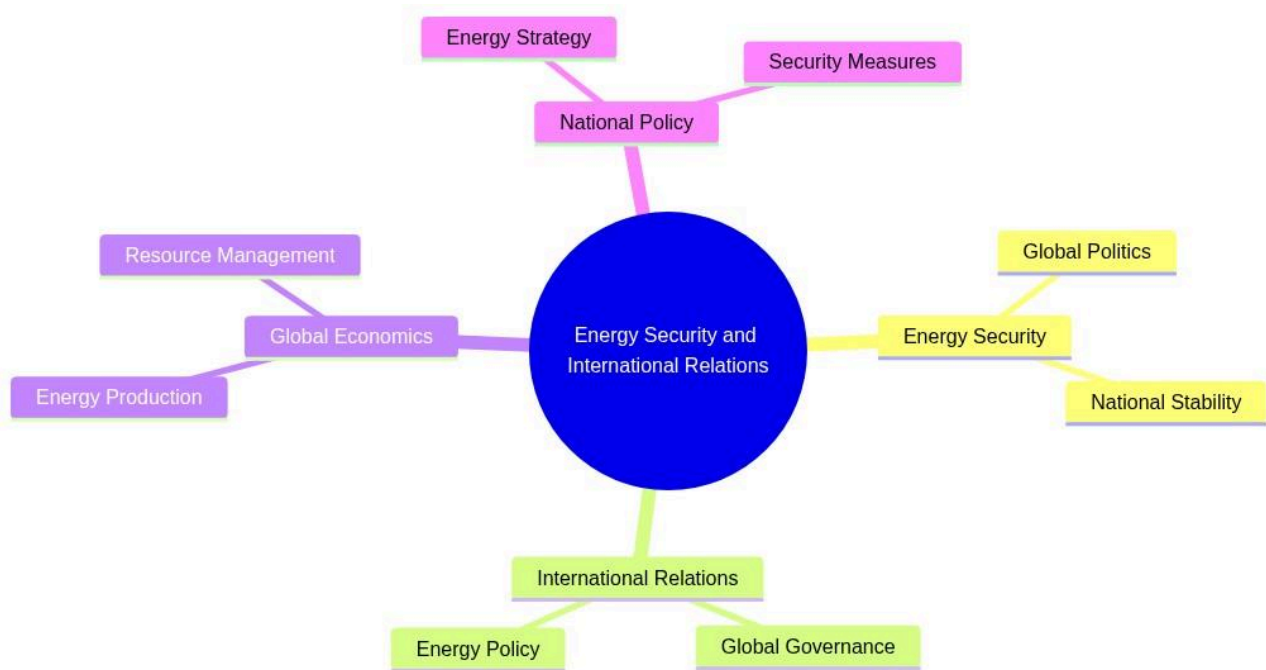 Energy Strategy
Security Measures
National Policy
Resource Management
Global Politics
Global Economics
Energy Security and
International Relations
Energy Security
Energy Production
National Stability
International Relations
Energy Policy
Global Governance